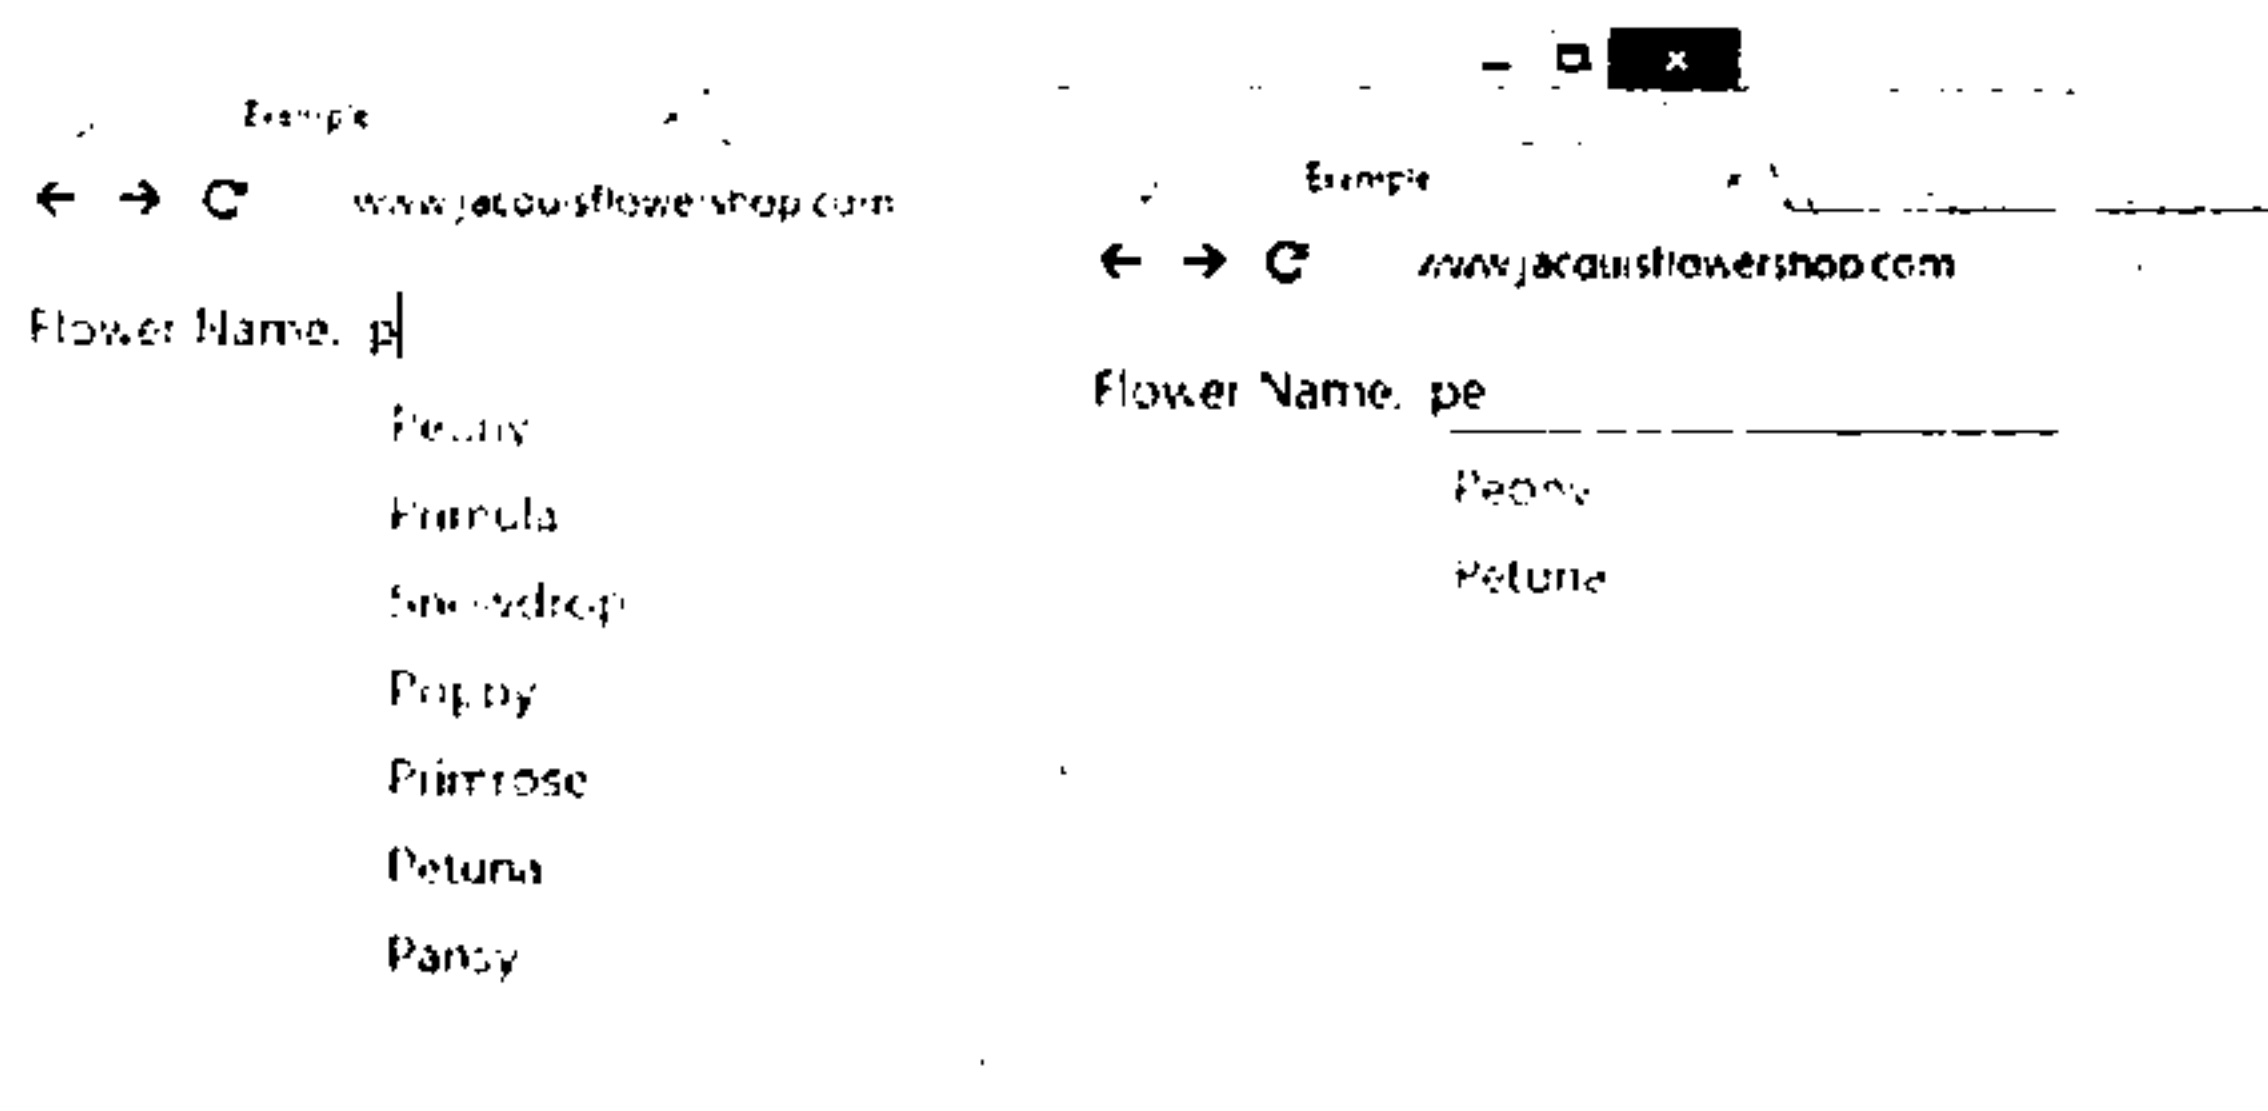 Example
www.jacquisflowershop.com
Flower Name: p
Peony
Primula
Snowdrop
Poppy
Primrose
Petunia
Pansy
x
Example
www.jacquisflowershop.com
Flower Name: pe
Peony
Petunia